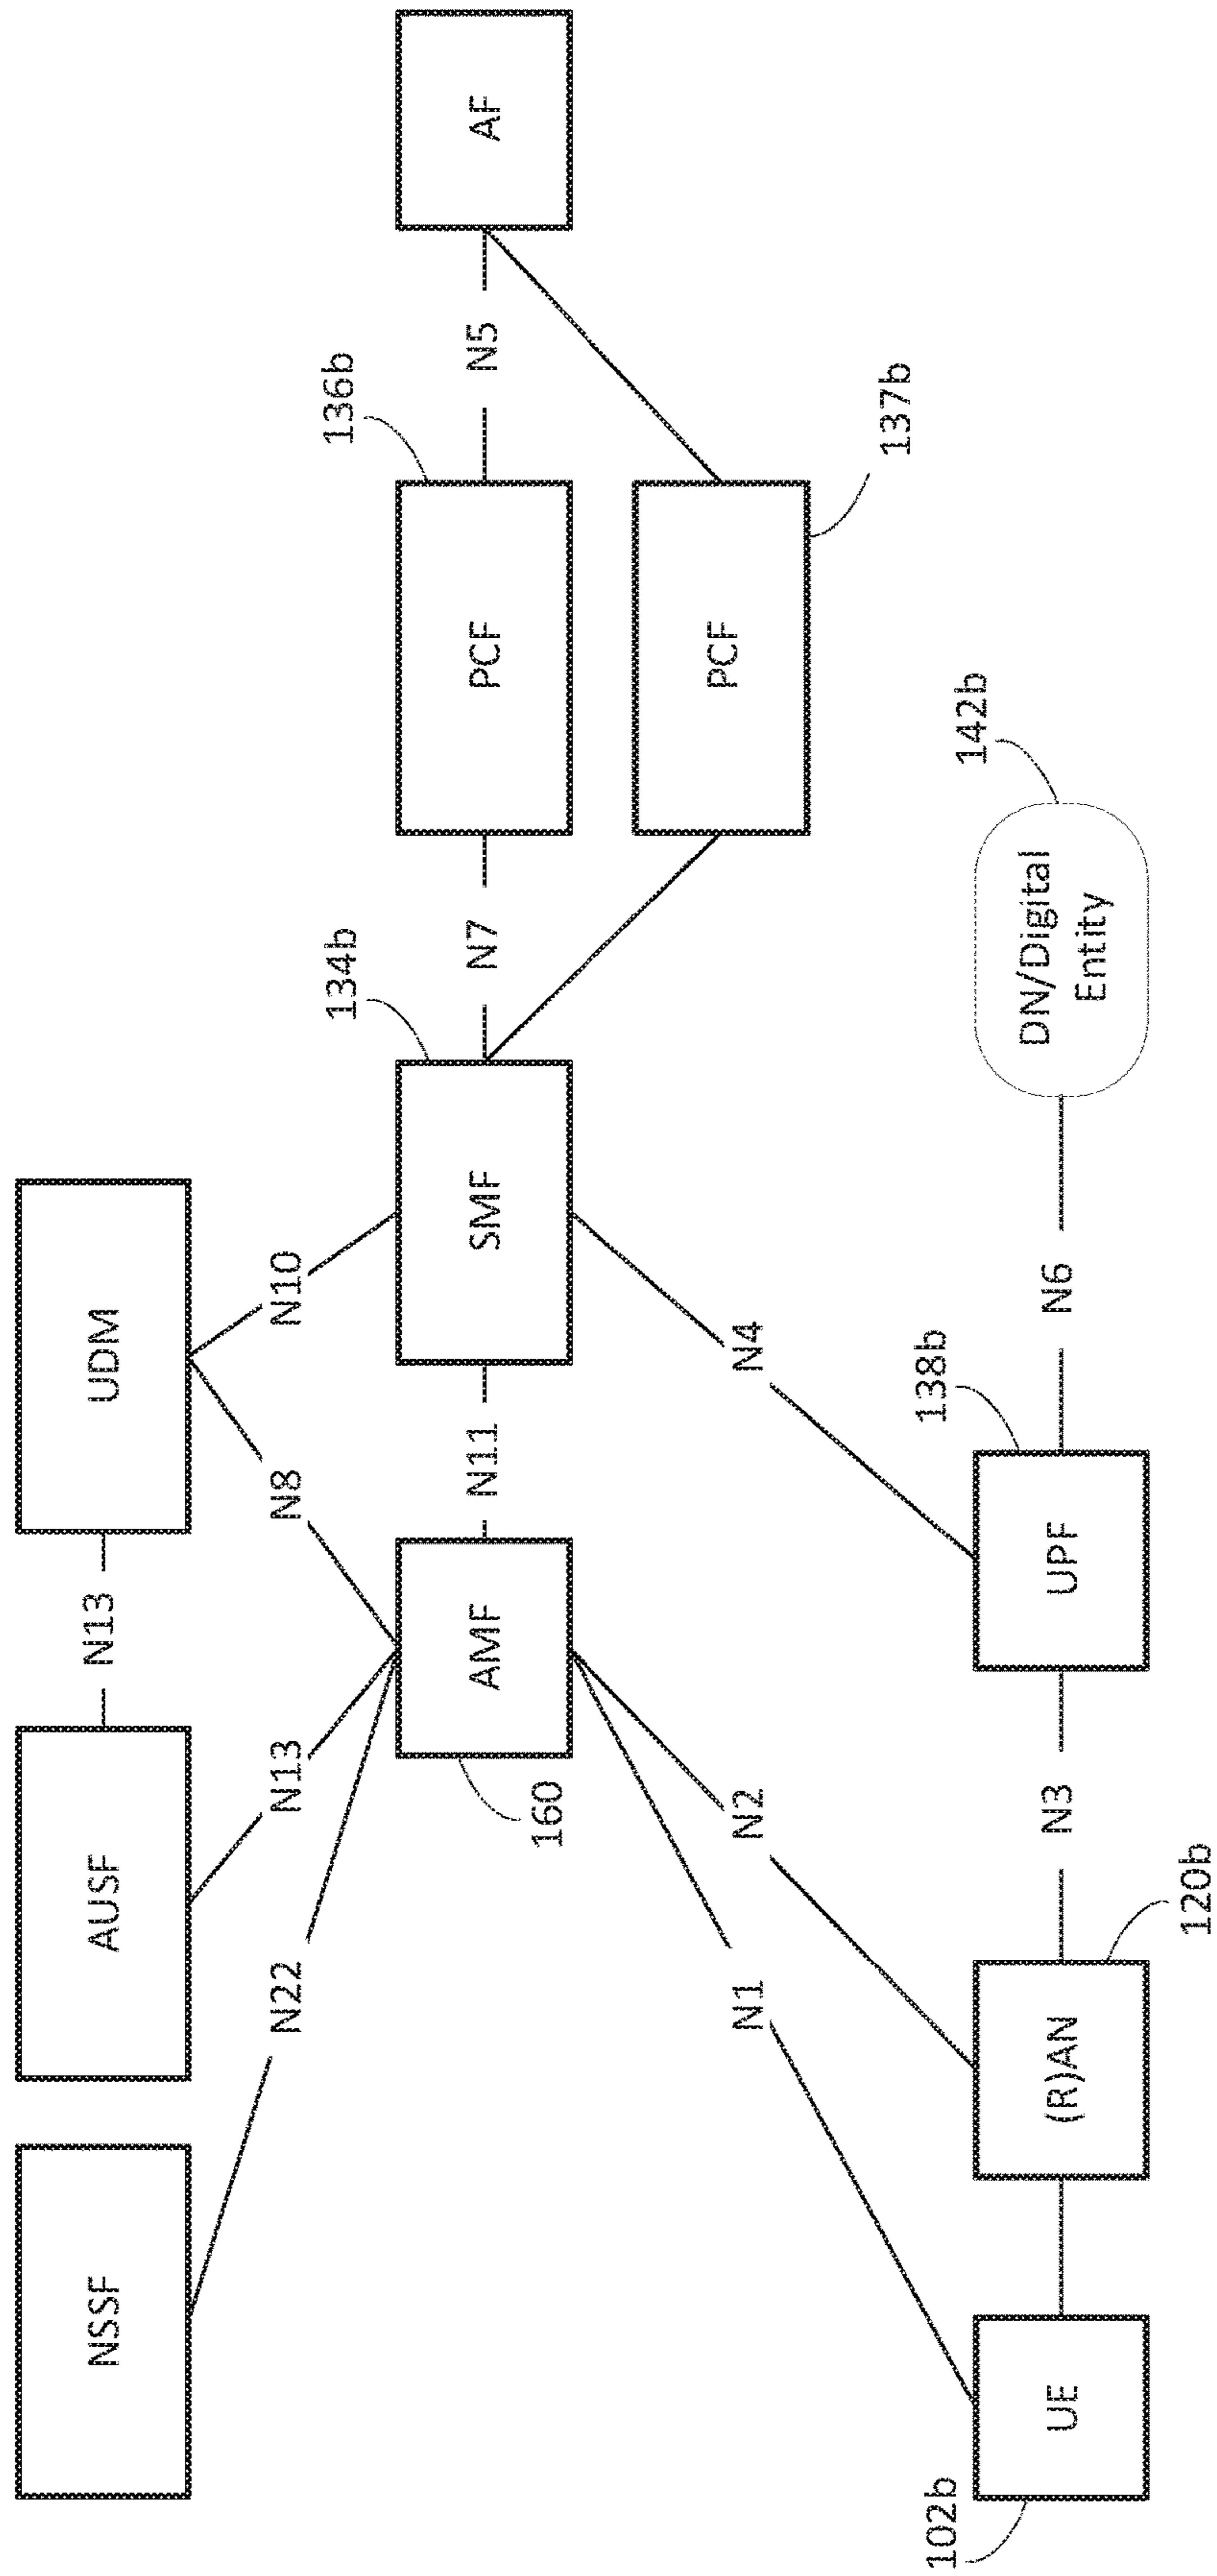 NSSF
AUSF
N13
UDM
N22
N13
N8
N10
160
AMF
N11
SMF
134b
N7
PCF
136b
N5
AF
N1
N2
N4
PCF
137b
102b
UE
(R)AN
120b
N3
UPF
138b
N6
DN/Digital
Entity
142b